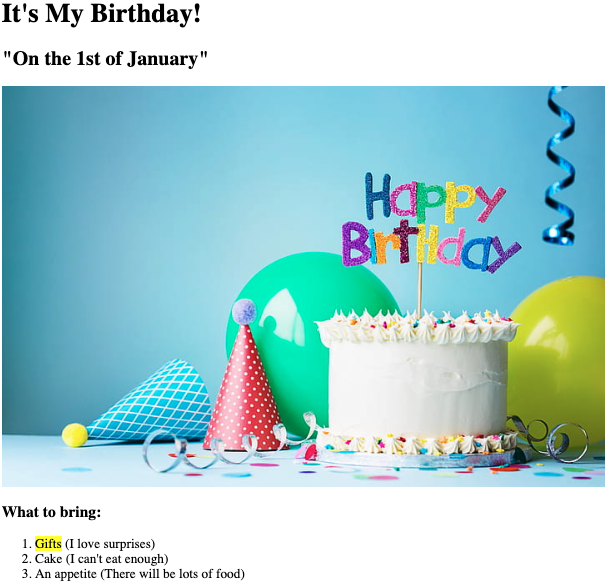 It's My Birthday!
"On the 1st of January"
Happy
Birthday
What to bring:
1. Gifts (I love surprises)
2. Cake (I can't eat enough)
3. An appetite (There will be lots of food)